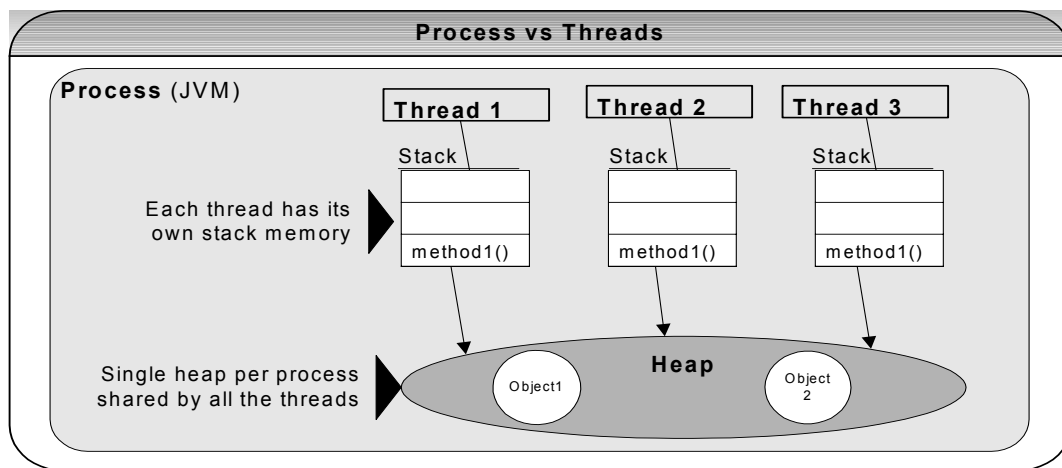 Process vs Threads
Process (JVM)
Thread 1
Thread 2
Thread 3
Stack
Stack
Stack
Each thread has its
own stack memory
method1()
method1()
method1()
Heap
Single heap per process
shared by all the threads
Object1
Object
2